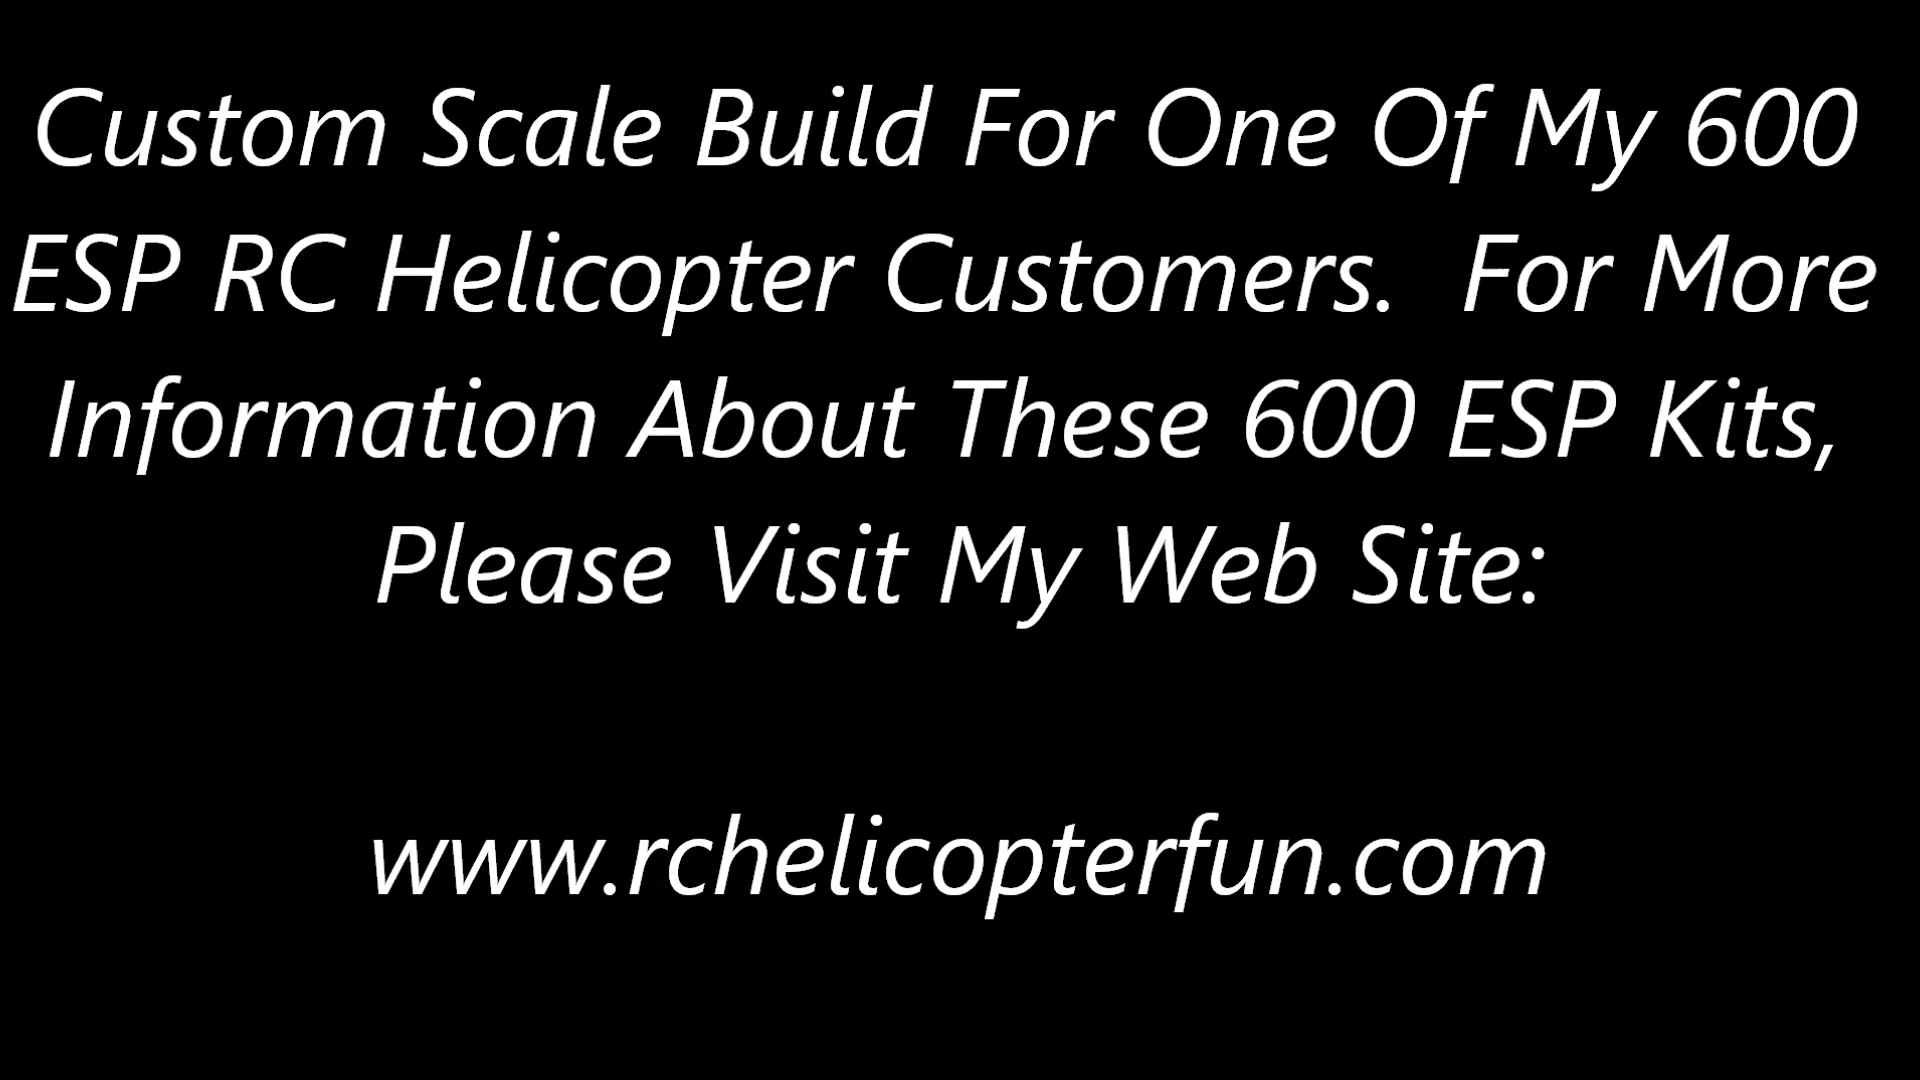 Custom Scale Build For One Of My 600
ESP RC Helicopter Customers.  For More
Information About These 600 ESP Kits,
Please Visit My Web Site:
www.rchelicopterfun.com